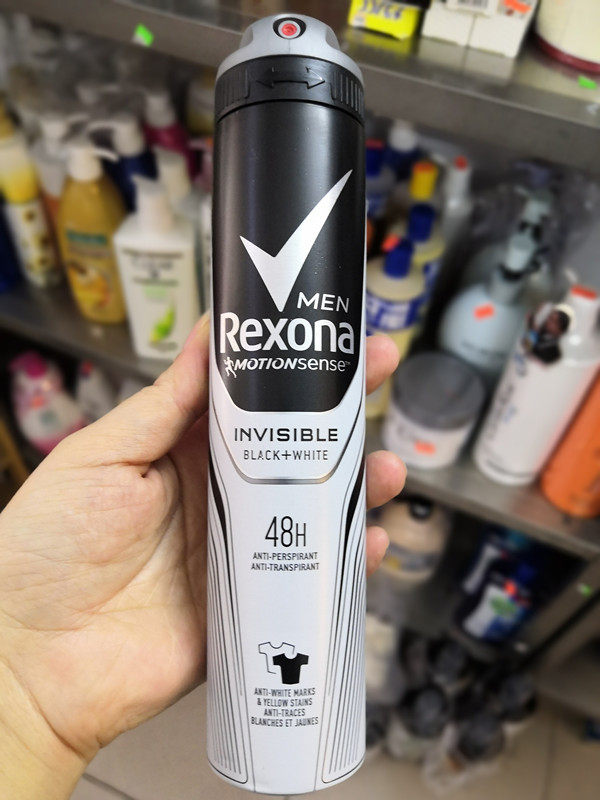 MEN
Rexona
MOTIONSENSE™
INVISIBLE
BLACK+WHITE
48H
ANTI-PERSPIRANT
ANTI-TRANSPIRANT
ANTI-WHITE MARKS
& YELLOW STAINS
ANTI-TRACES
BLANCHES ET JAUNES